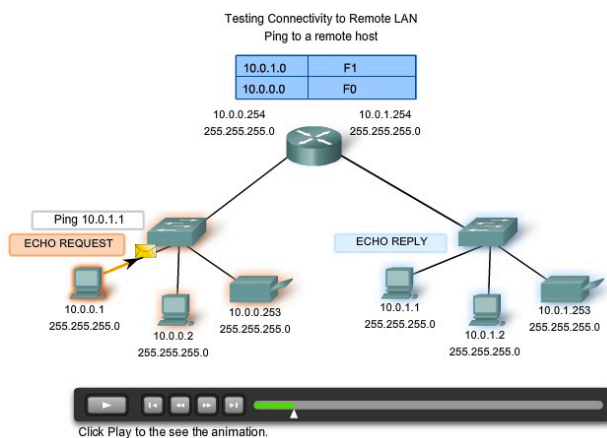 Testing Connectivity to Remote LAN
Ping to a remote host
10.0.1.0 F1
10.0.0.0 F0
10.0.0.254
255.255.255.0
10.0.1.254
255.255.255.0
Ping 10.0.1.1
ECHO REQUEST
ECHO REPLY
10.0.0.1
255.255.255.0
10.0.0.2
255.255.255.0
10.0.0.253
255.255.255.0
10.0.1.1
255.255.255.0
10.0.1.2
255.255.255.0
10.0.1.253
255.255.255.0
Click Play to the see the animation.